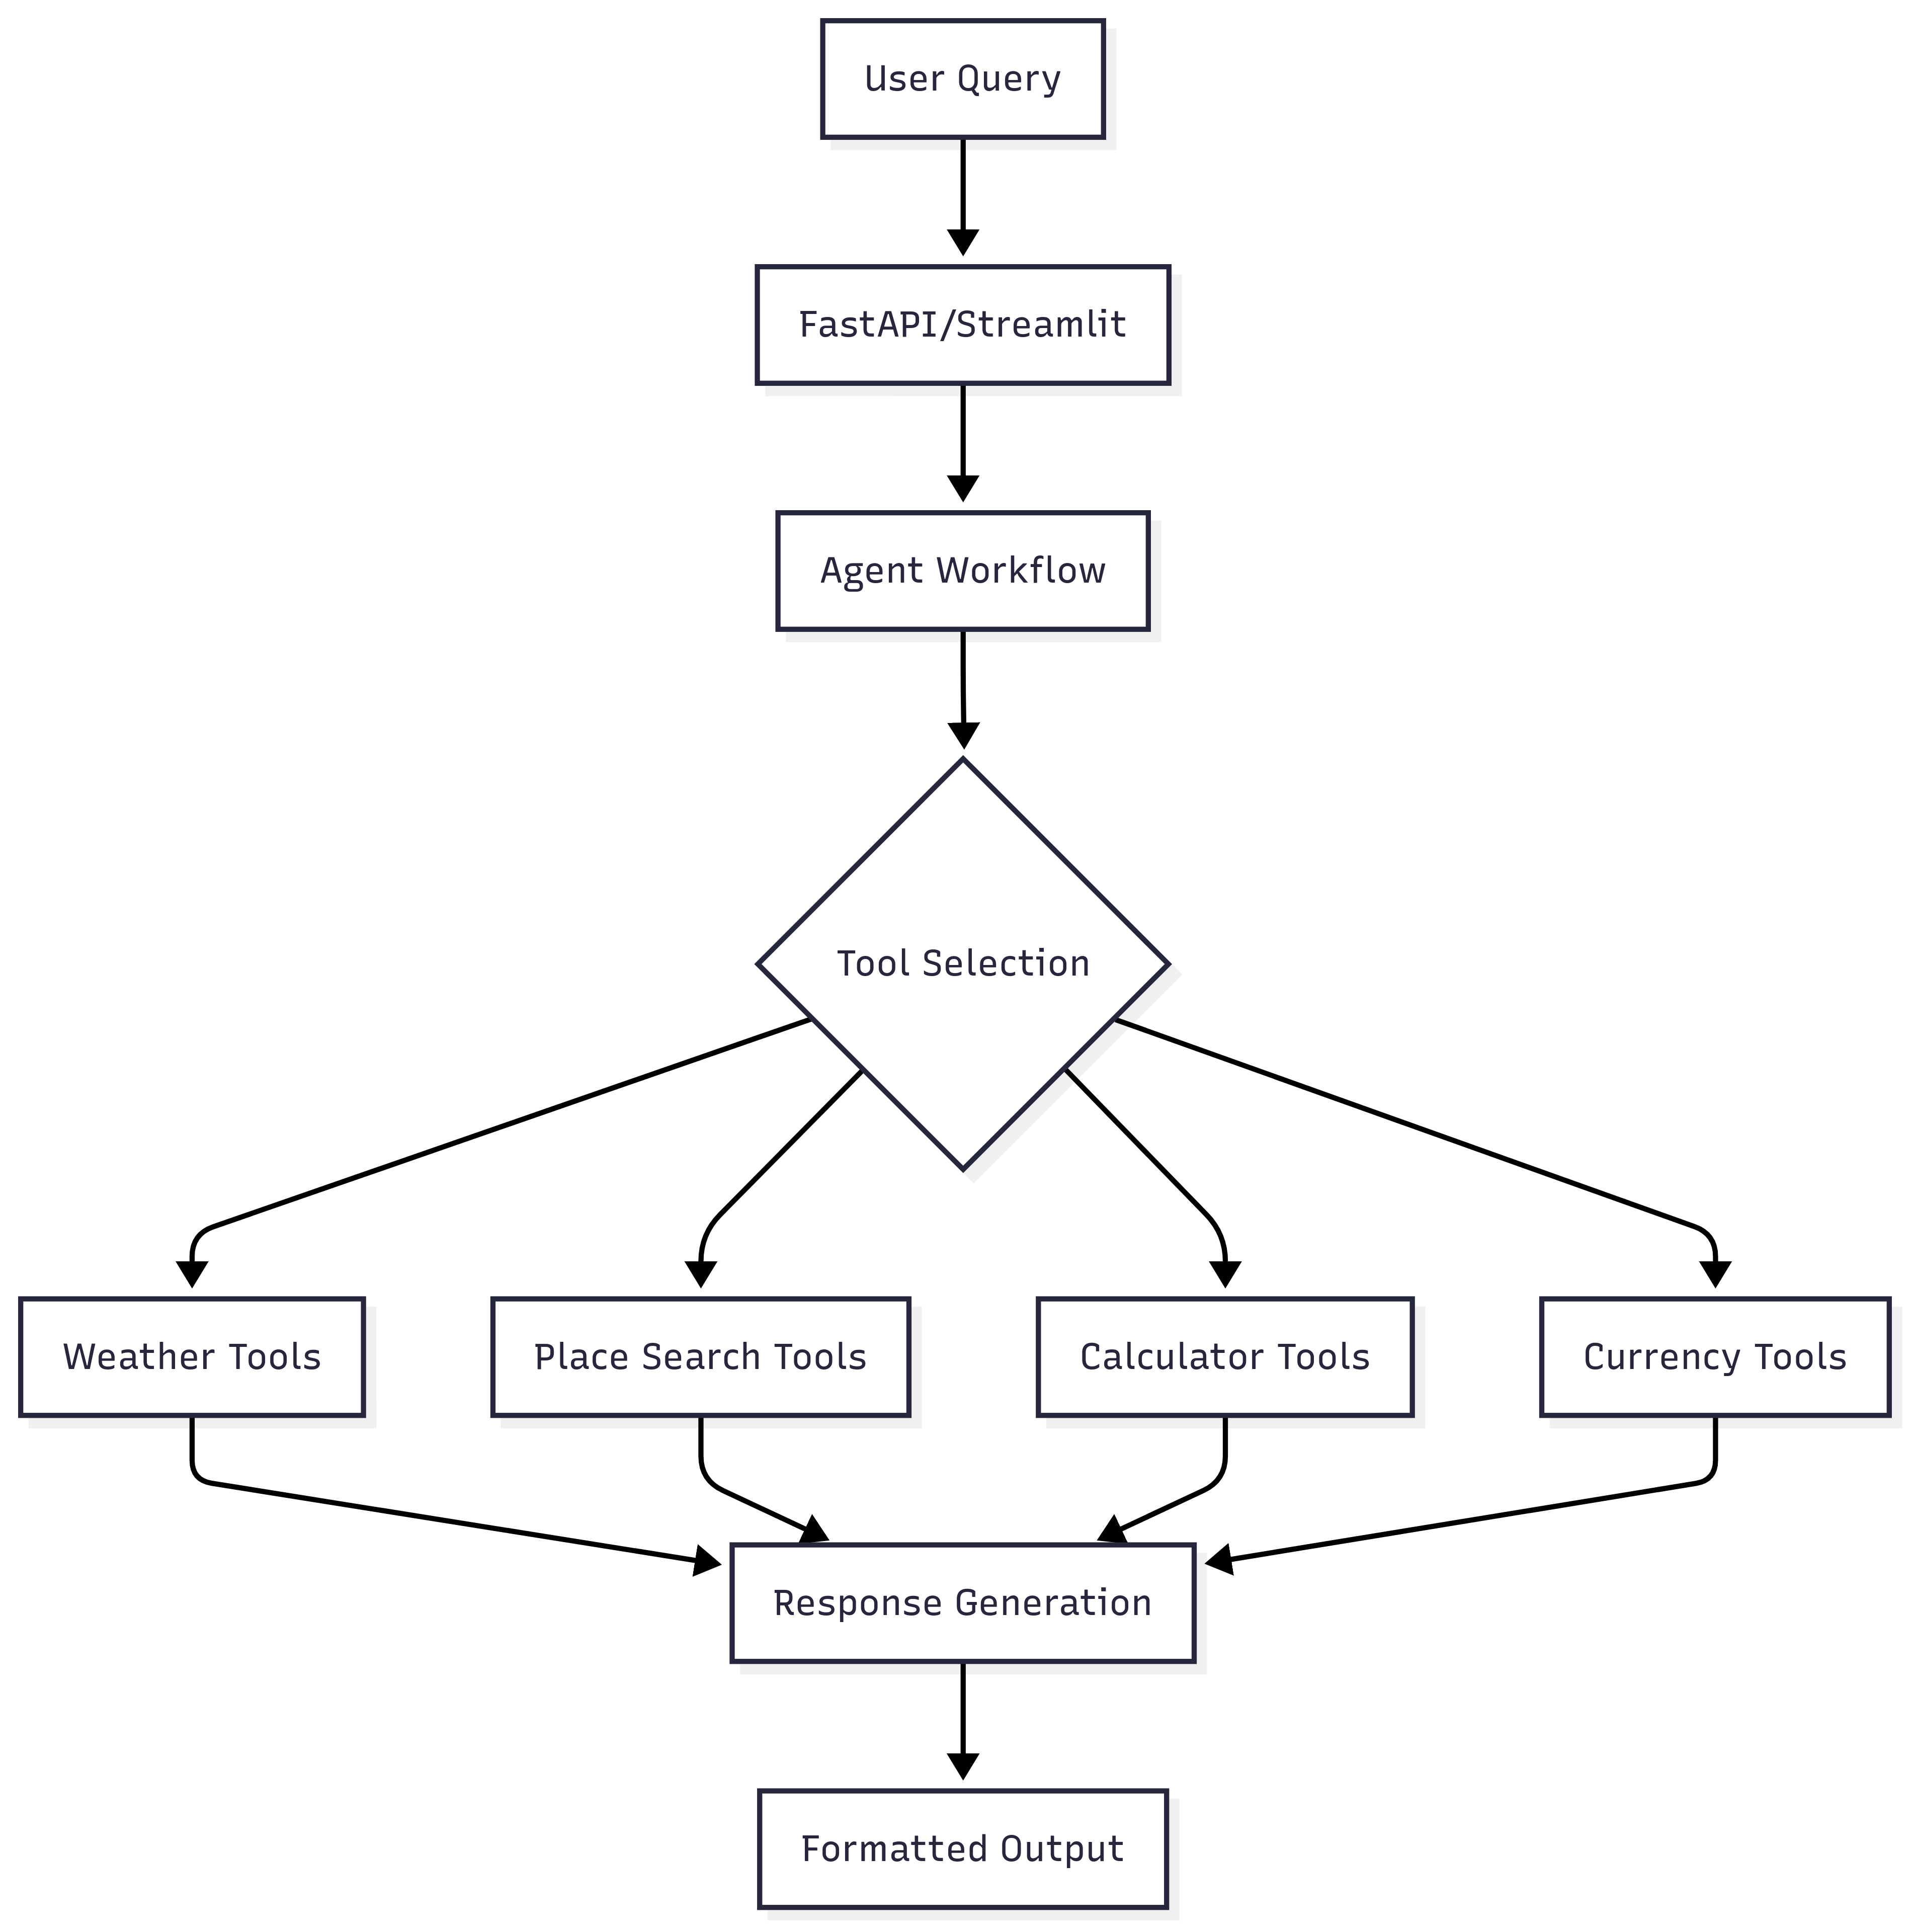 User Query
FastAPI/Streamlit
Agent Workflow
Tool Selection
Weather Tools
Place Search Tools
Calculator Tools
Currency Tools
Response Generation
Formatted Output